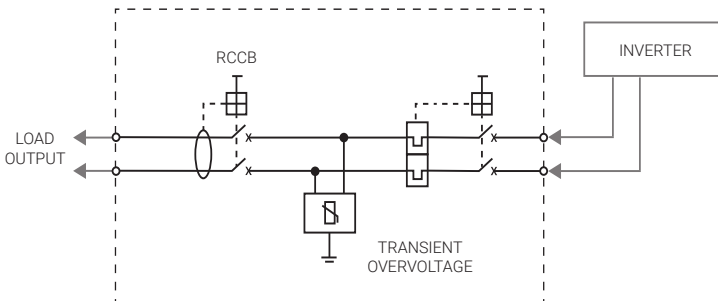 RCCB
INVERTER
LOAD
OUTPUT
TRANSIENT
OVERVOLTAGE